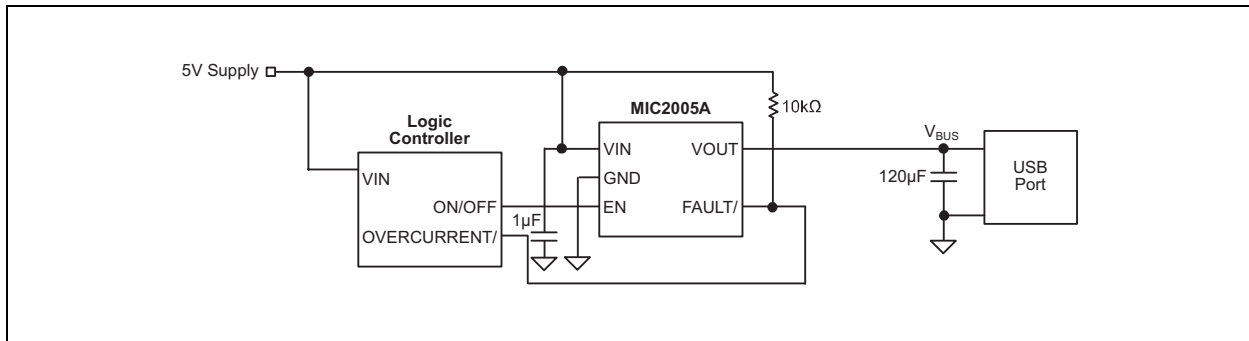 5V Supply
MIC2005A
10kΩ
Logic
Controller
VBUS
VIN
VOUT
USB
Port
VIN
GND
120µF
ON/OFF
EN
FAULT/
1µF
OVERCURRENT/